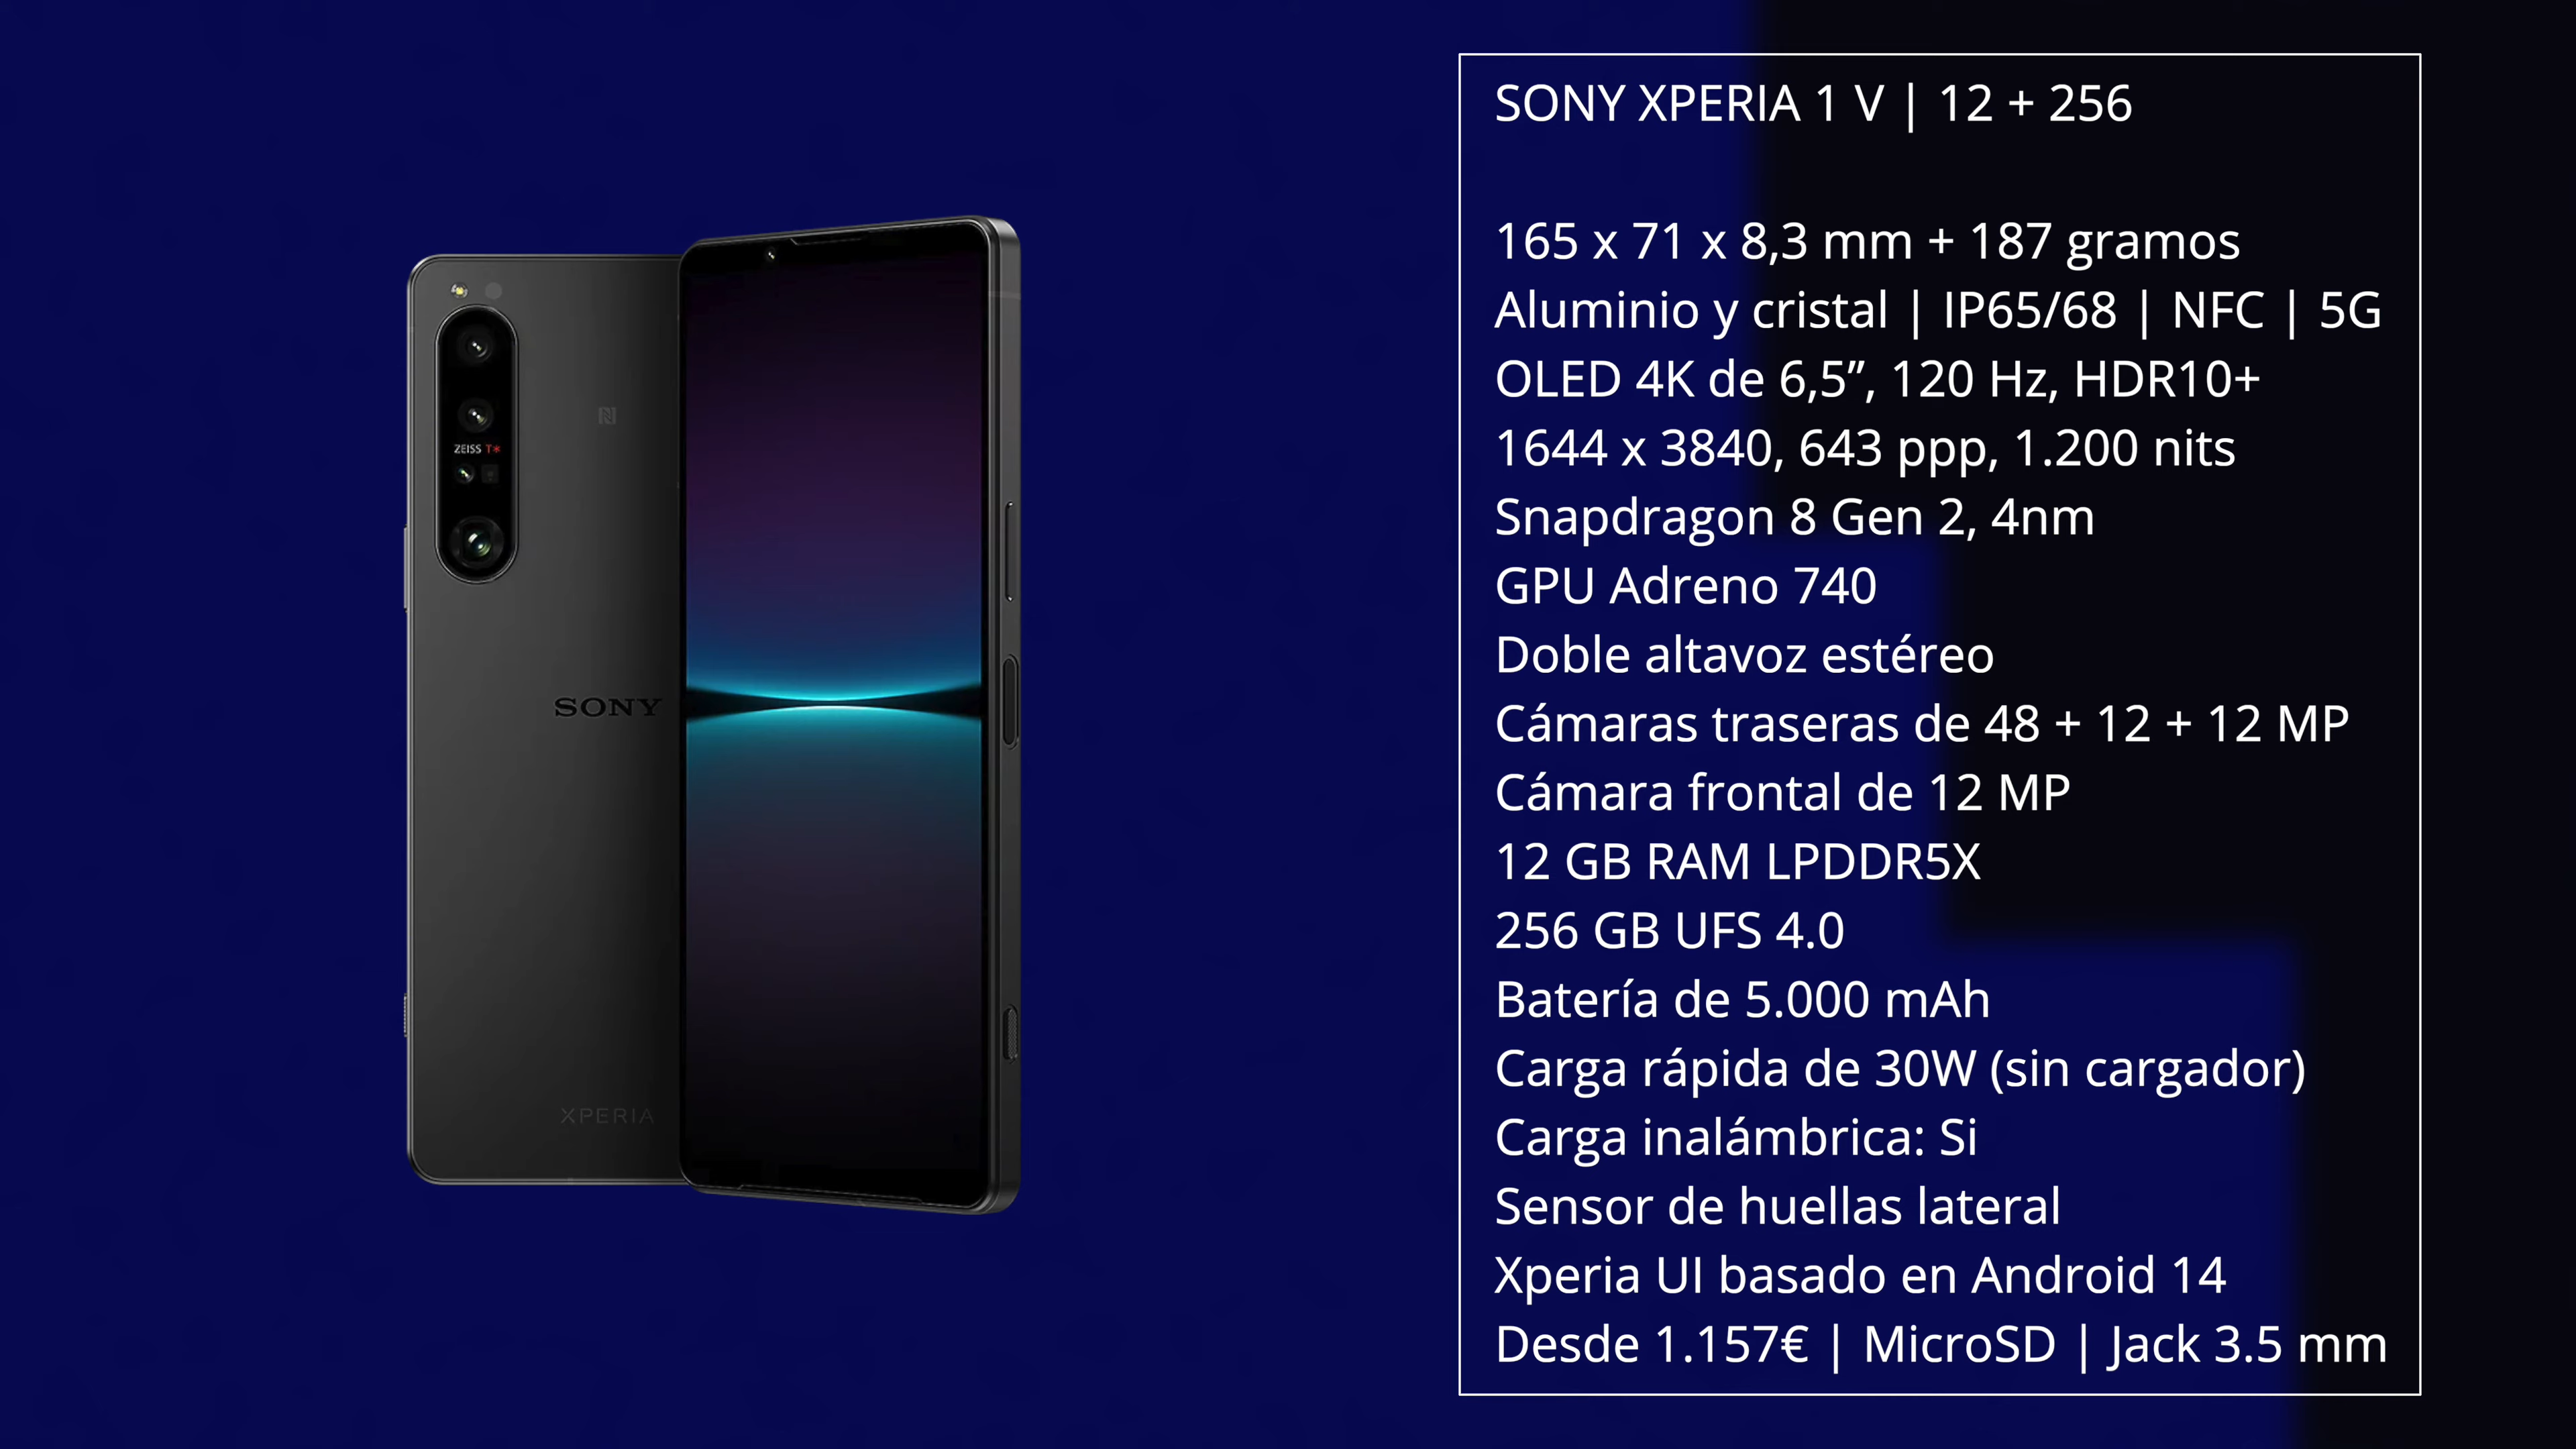 ZEISS T*
SONY
XPERIA
SONY XPERIA 1 V | 12 + 256
165 x 71 x 8,3 mm + 187 gramos
Aluminio y cristal | IP65/68 | NFC | 5G
OLED 4K de 6,5”, 120 Hz, HDR10+
1644 x 3840, 643 ppp, 1.200 nits
Snapdragon 8 Gen 2, 4nm
GPU Adreno 740
Doble altavoz estéreo
Cámaras traseras de 48 + 12 + 12 MP
Cámara frontal de 12 MP
12 GB RAM LPDDR5X
256 GB UFS 4.0
Batería de 5.000 mAh
Carga rápida de 30W (sin cargador)
Carga inalámbrica: Si
Sensor de huellas lateral
Xperia UI basado en Android 14
Desde 1.157€ | MicroSD | Jack 3.5 mm